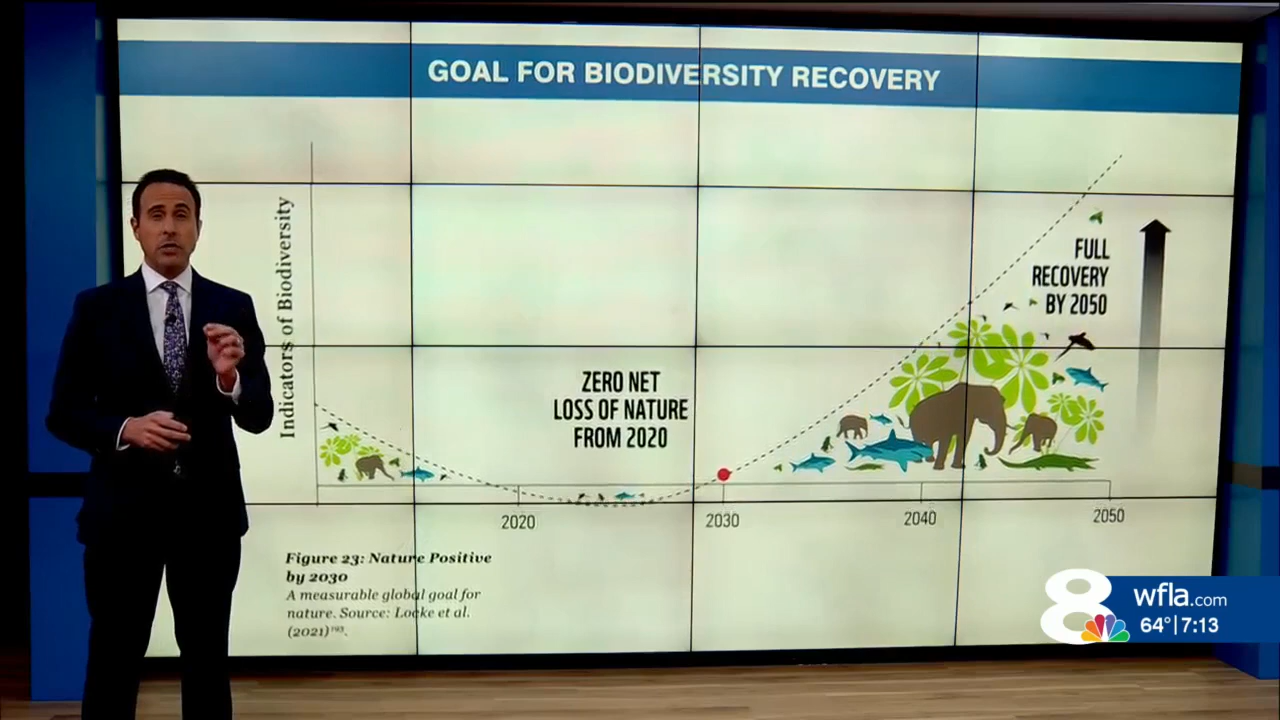 GOAL FOR BIODIVERSITY RECOVERY
Indicators of Biodiversity
FULL
RECOVERY
BY 2050
ZERO NET
LOSS OF NATURE
FROM 2020
2020
2030
2040
2050
Figure 23: Nature Positive
by 2030
A measurable global goal for
nature. Source: Locke et al.
(2021)¹⁹³.
8
wfla.com
64° | 7:13